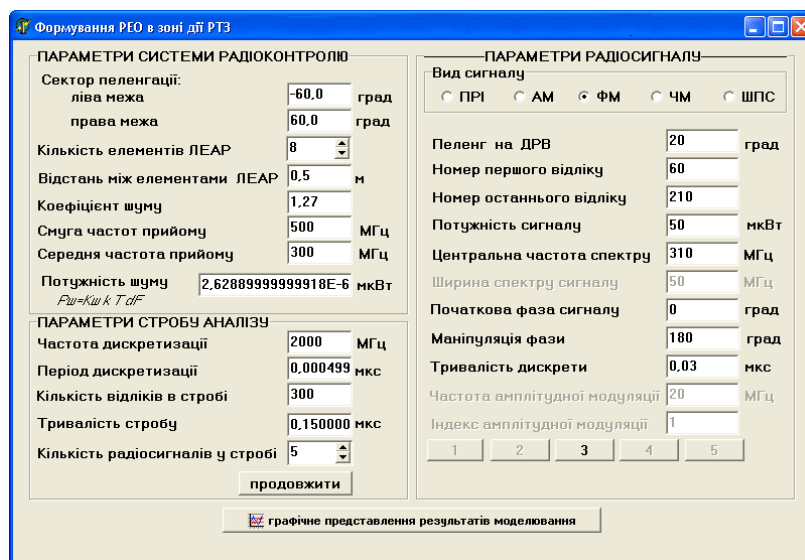 Формування РЕО в зоні дії РТЗ
ПАРАМЕТРИ СИСТЕМИ РАДІОКОНТРОЛЮ
Сектор пеленгації:
ліва межа -60,0 град
права межа 60,0 град
Кількість елементів ЛЕАР 8
Відстань між елементами ЛЕАР 0,5 м
Коефіцієнт шуму 1,27
Смуга частот прийому 500 МГц
Середня частота прийому 300 МГц
Потужність шуму 2,62889999999918E-6 мкВт
Рш=Кш k T dF
ПАРАМЕТРИ СТРОБУ АНАЛІЗУ
Частота дискретизації 2000 МГц
Період дискретизації 0,000499 мкс
Кількість відліків в стробі 300
Тривалість стробу 0,150000 мкс
Кількість радіосигналів у стробі 5
продовжити
ПАРАМЕТРИ РАДІОСИГНАЛУ
Вид сигналу
ПРІ АМ ФМ ЧМ ШПС
Пеленг на ДРВ 20 град
Номер першого відліку 60
Номер останнього відліку 210
Потужність сигналу 50 мкВт
Центральна частота спектру 310 МГц
Ширина спектру сигналу 50 МГц
Початкова фаза сигналу 0 град
Маніпуляція фази 180 град
Тривалість дискрети 0,03 мкс
Частота амплітудної модуляції 20 МГц
Індекс амплітудної модуляції 1
1 2 3 4 5
графічне представлення результатів моделювання